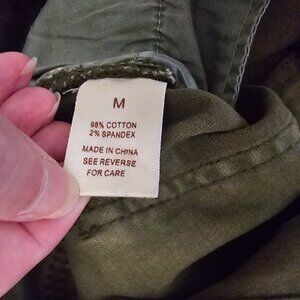 M
98% COTTON
2% SPANDEX
MADE IN CHINA
SEE REVERSE
FOR CARE